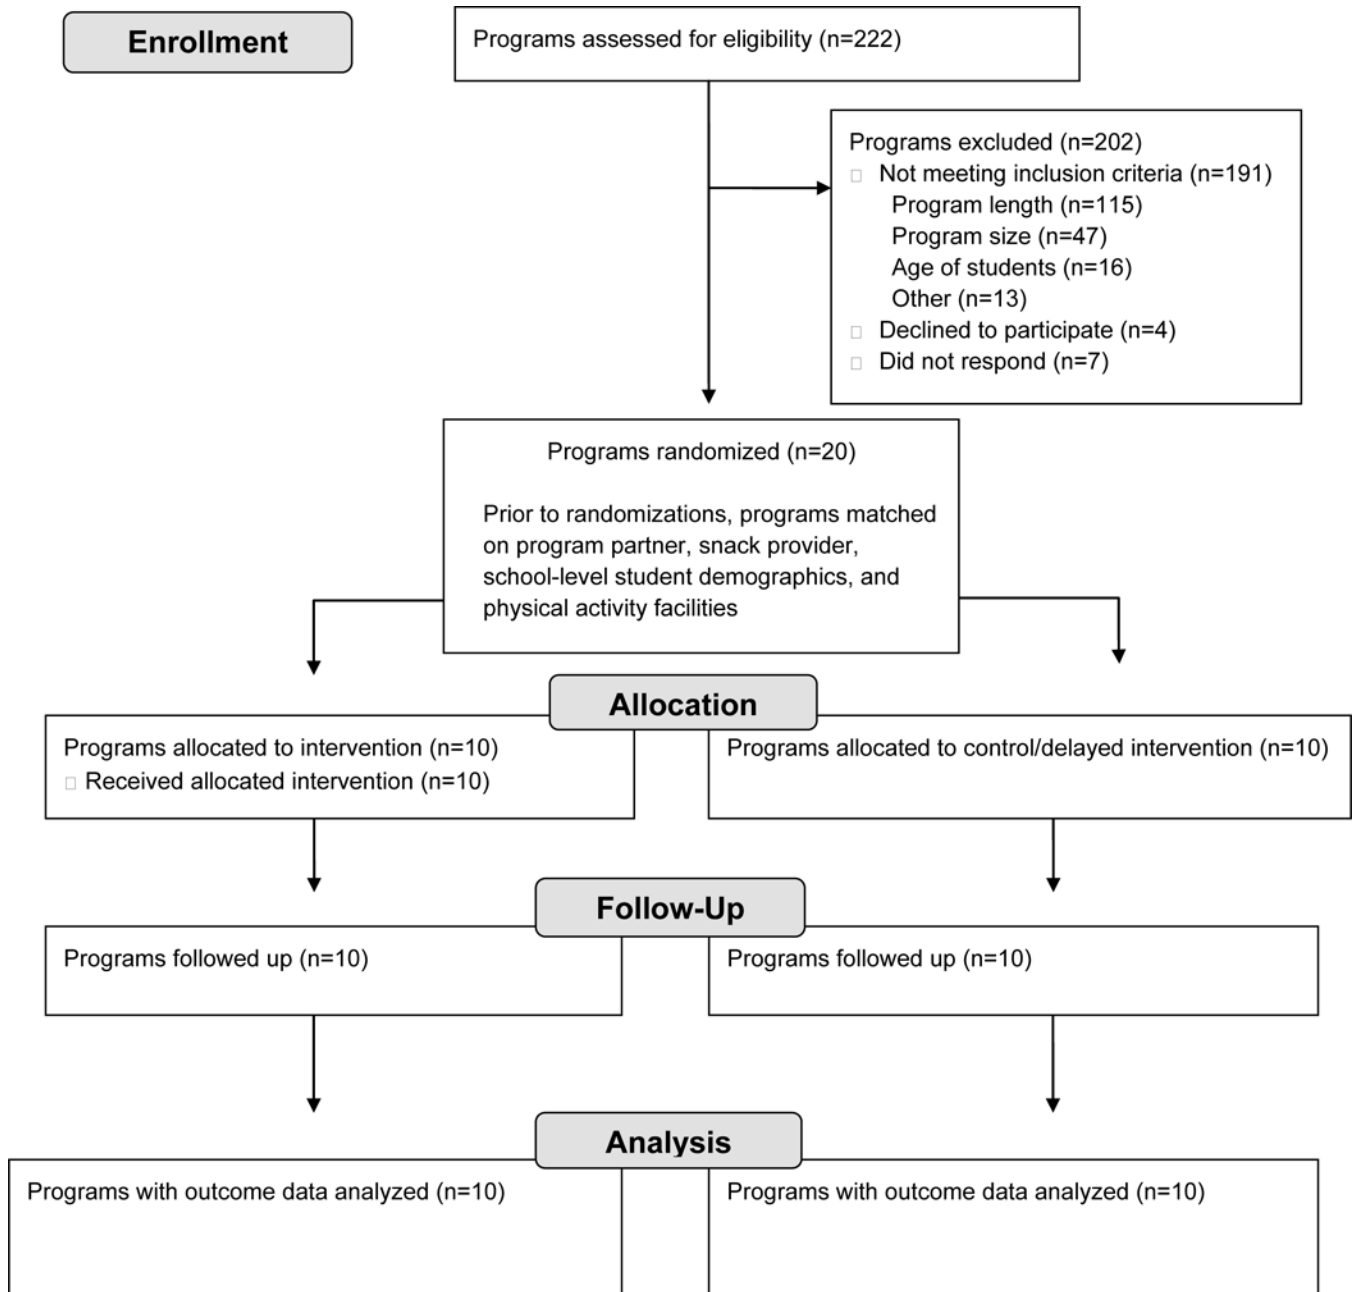 Enrollment
Programs assessed for eligibility (n=222)
Programs excluded (n=202)
Not meeting inclusion criteria (n=191)
Program length (n=115)
Program size (n=47)
Age of students (n=16)
Other (n=13)
Declined to participate (n=4)
Did not respond (n=7)
Programs randomized (n=20)
Prior to randomizations, programs matched
on program partner, snack provider,
school-level student demographics, and
physical activity facilities
Allocation
Programs allocated to intervention (n=10)
Received allocated intervention (n=10)
Programs allocated to control/delayed intervention (n=10)
Follow-Up
Programs followed up (n=10)
Programs followed up (n=10)
Analysis
Programs with outcome data analyzed (n=10)
Programs with outcome data analyzed (n=10)